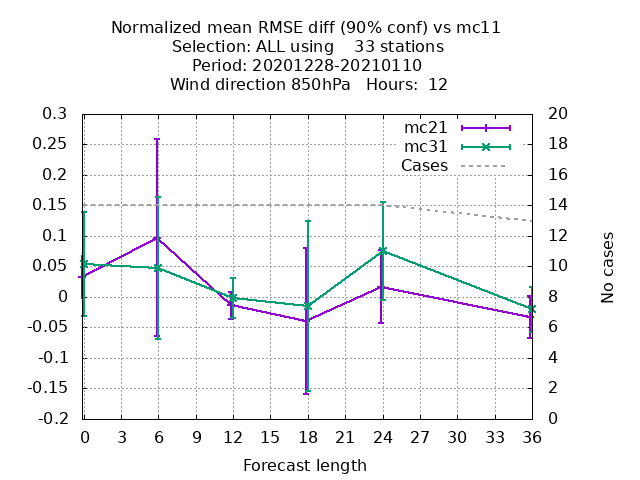 Normalized mean RMSE diff (90% conf) vs mc11
Selection: ALL using    33 stations
Period: 20201228-20210110
Wind direction 850hPa   Hours:  12
0.3
0.25
0.2
0.15
0.1
0.05
0
-0.05
-0.1
-0.15
-0.2
mc21
mc31
Cases
20
18
16
14
12
10
8
6
4
2
0
No cases
0 3 6 9 12 15 18 21 24 27 30 33 36
Forecast length